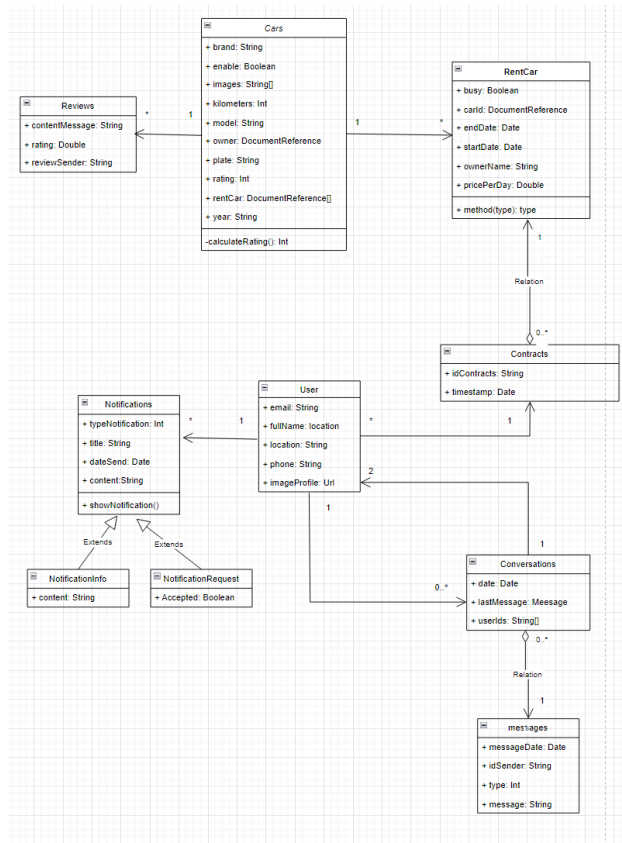 Cars
+ brand: String
+ enable: Boolean
+ images: String[]
+ kilometers: Int
+ model: String
+ owner: DocumentReference
+ plate: String
+ rating: Int
+ rentCar: DocumentReference[]
+ year: String
-calculateRating(): Int
RentCar
+ busy: Boolean
+ carId: DocumentReference
+ endDate: Date
+ startDate: Date
+ ownerName: String
+ pricePerDay: Double
+ method(type): type
Reviews
+ contentMessage: String
+ rating: Double
+ reviewSender: String
* 1
1 *
1
Relation
0..*
Contracts
+ idContracts: String
+ timestamp: Date
User
+ email: String
+ fullName: location
+ location: String
+ phone: String
+ imageProfile: Url
Notifications
+ typeNotification: Int
+ title: String
+ dateSend: Date
+ content:String
+ showNotification()
* 1
* 1
2
1
Extends
Extends
NotificationInfo
+ content: String
NotificationRequest
+ Accepted: Boolean
1
0..*
Conversations
+ date: Date
+ lastMessage: Meesage
+ userIds: String[]
0..*
Relation
1
messages
+ messageDate: Date
+ idSender: String
+ type: Int
+ message: String